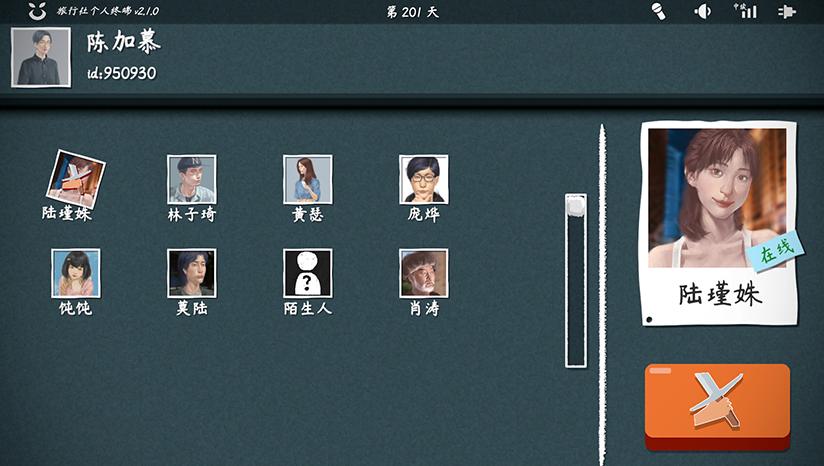 旅行社个人终端 v2.1.0
第 201 天
中续
陈加慕
id:950930
陆瑾姝
林子琦
黄瑟
庞烨
饨饨
莫陆
陌生人
肖涛
在线
陆瑾姝